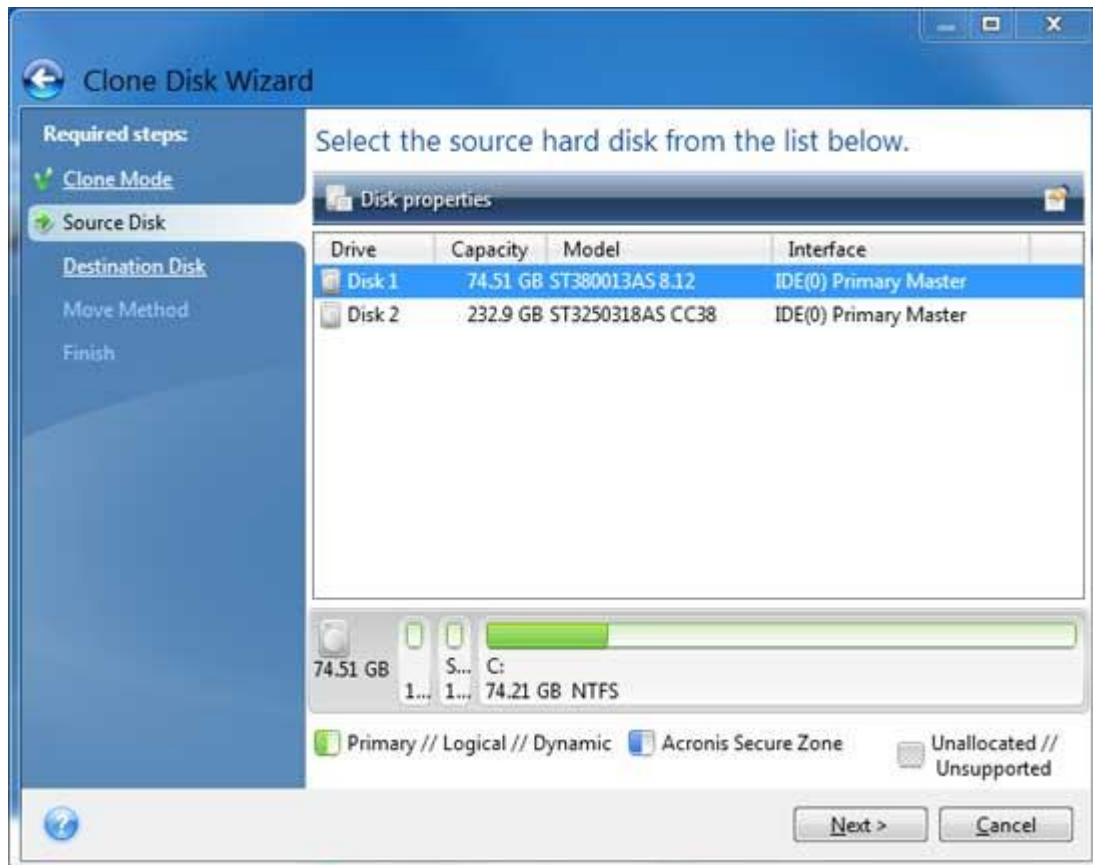 Clone Disk Wizard
Required steps:
Clone Mode
Source Disk
Destination Disk
Move Method
Finish
Select the source hard disk from the list below.
Disk properties
Drive Capacity Model Interface
Disk 1 74.51 GB ST380013AS 8.12 IDE(0) Primary Master
Disk 2 232.9 GB ST3250318AS CC38 IDE(0) Primary Master
74.51 GB
1...
S...
1...
C:
74.21 GB NTFS
Primary // Logical // Dynamic
Acronis Secure Zone
Unallocated //
Unsupported
Next >
Cancel